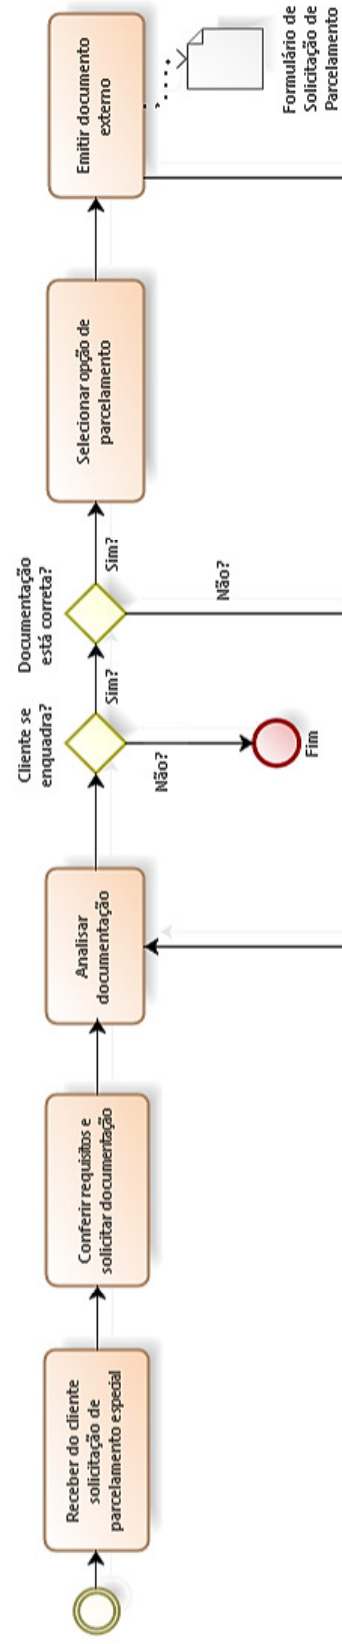 Receber do cliente
solicitação de
parcelamento especial
Conferir requisitos e
solicitar documentação
Analisar
documentação
Cliente se
enquadra?
Sim?
Não?
Fim
Documentação
está correta?
Sim?
Não?
Selecionar opção de
parcelamento
Emitir documento
externo
Formulário de
Solicitação de
Parcelamento